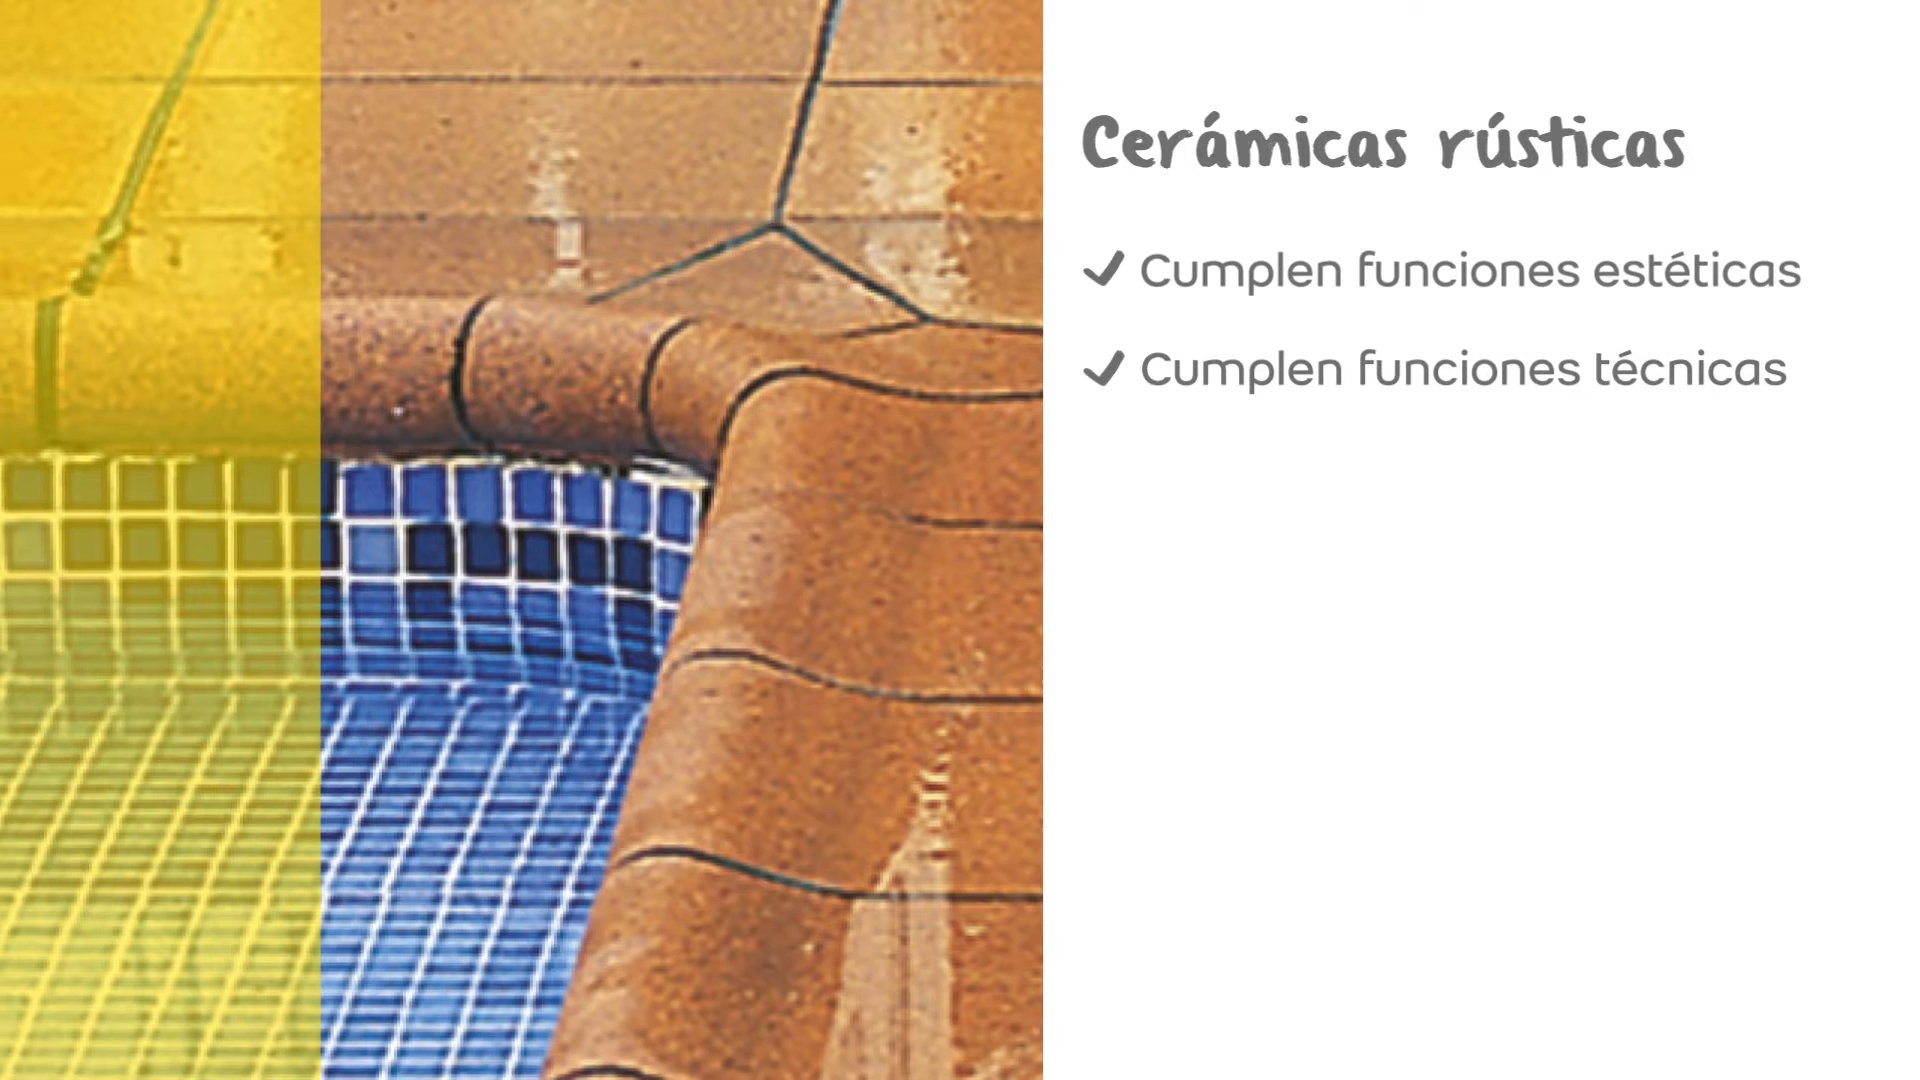 Cerámicas rústicas
Cumplen funciones estéticas
Cumplen funciones técnicas